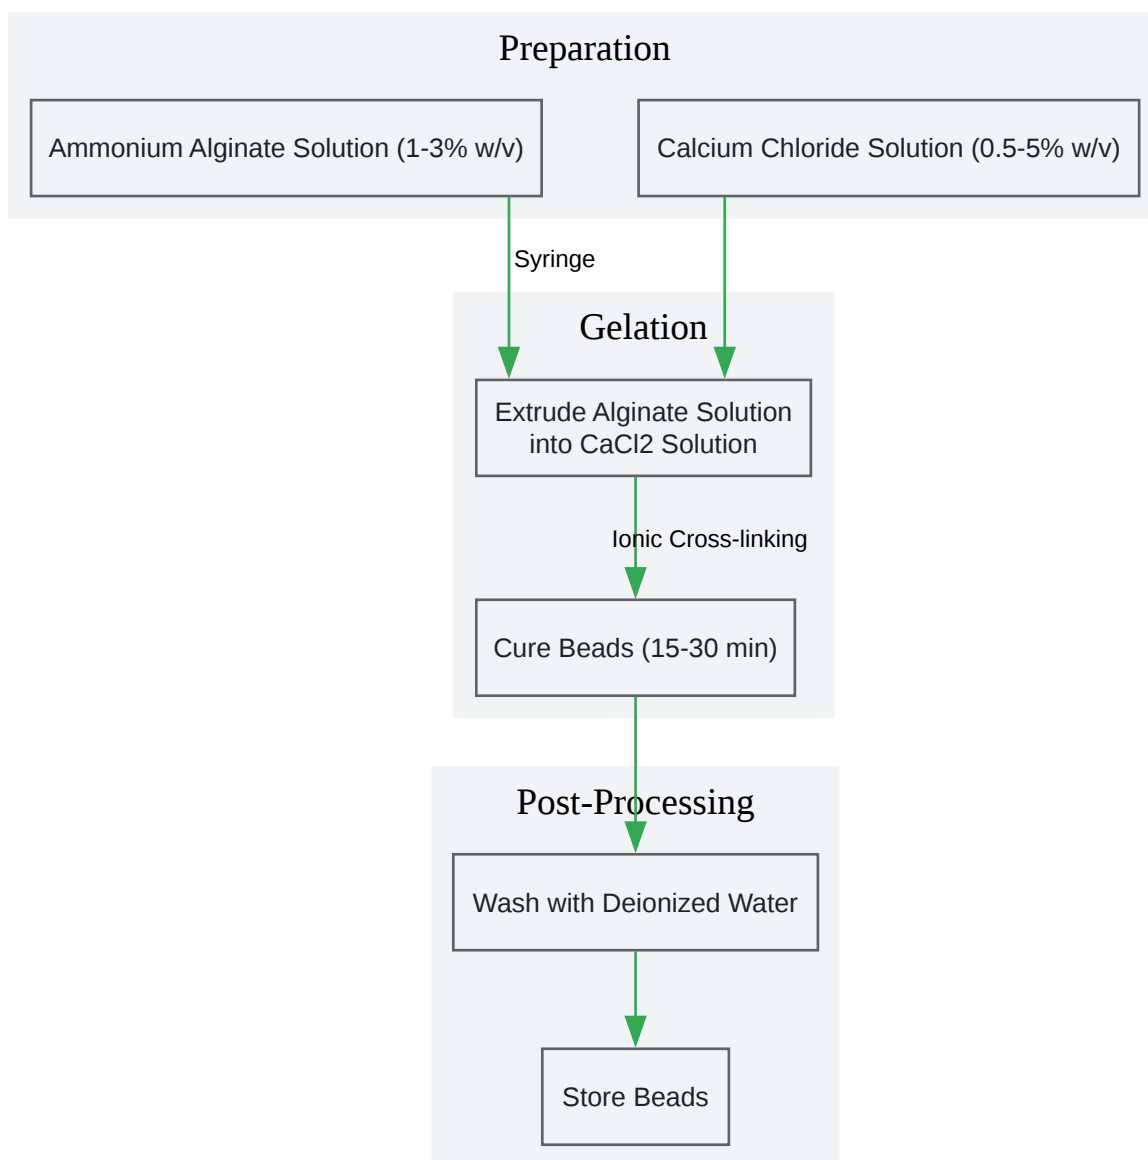 Preparation
Ammonium Alginate Solution (1-3% w/v)
Calcium Chloride Solution (0.5-5% w/v)
Syringe
Gelation
Extrude Alginate Solution
into CaCl2 Solution
Ionic Cross-linking
Cure Beads (15-30 min)
Post-Processing
Wash with Deionized Water
Store Beads